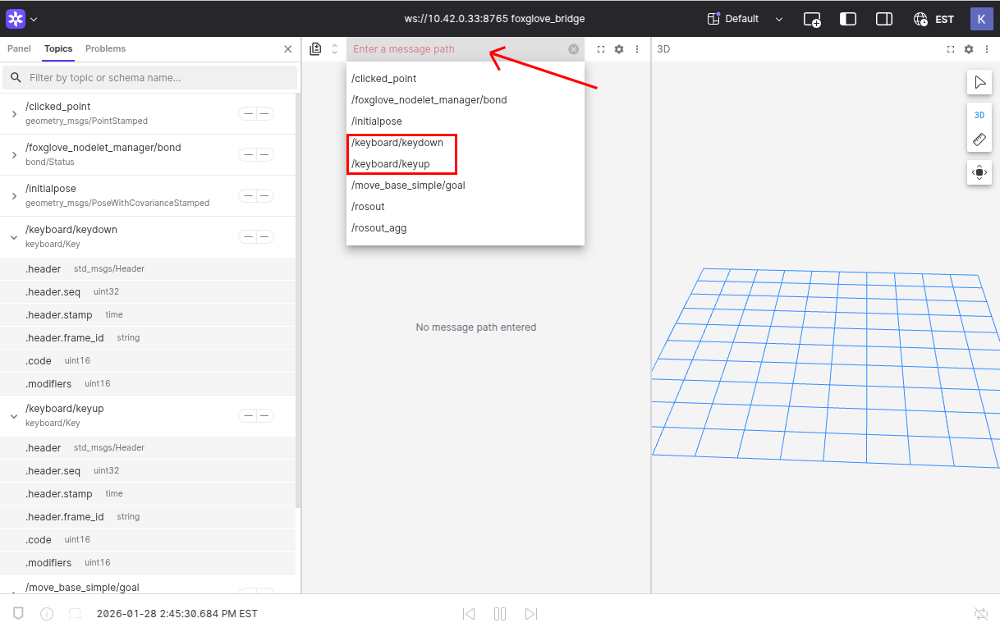 ws://10.42.0.33:8765 foxglove_bridge
Default
EST
K
Panel
Topics
Problems
Filter by topic or schema name...
/clicked_point
geometry_msgs/PointStamped
/foxglove_nodelet_manager/bond
bond/Status
/initialpose
geometry_msgs/PoseWithCovarianceStamped
/keyboard/keydown
keyboard/Key
.header std_msgs/Header
.header.seq uint32
.header.stamp time
.header.frame_id string
.code uint16
.modifiers uint16
/keyboard/keyup
keyboard/Key
.header std_msgs/Header
.header.seq uint32
.header.stamp time
.header.frame_id string
.code uint16
.modifiers uint16
/move_base_simple/goal
Enter a message path
/clicked_point
/foxglove_nodelet_manager/bond
/initialpose
/keyboard/keydown
/keyboard/keyup
/move_base_simple/goal
/rosout
/rosout_agg
No message path entered
3D
3D
2026-01-28 2:45:30.684 PM EST